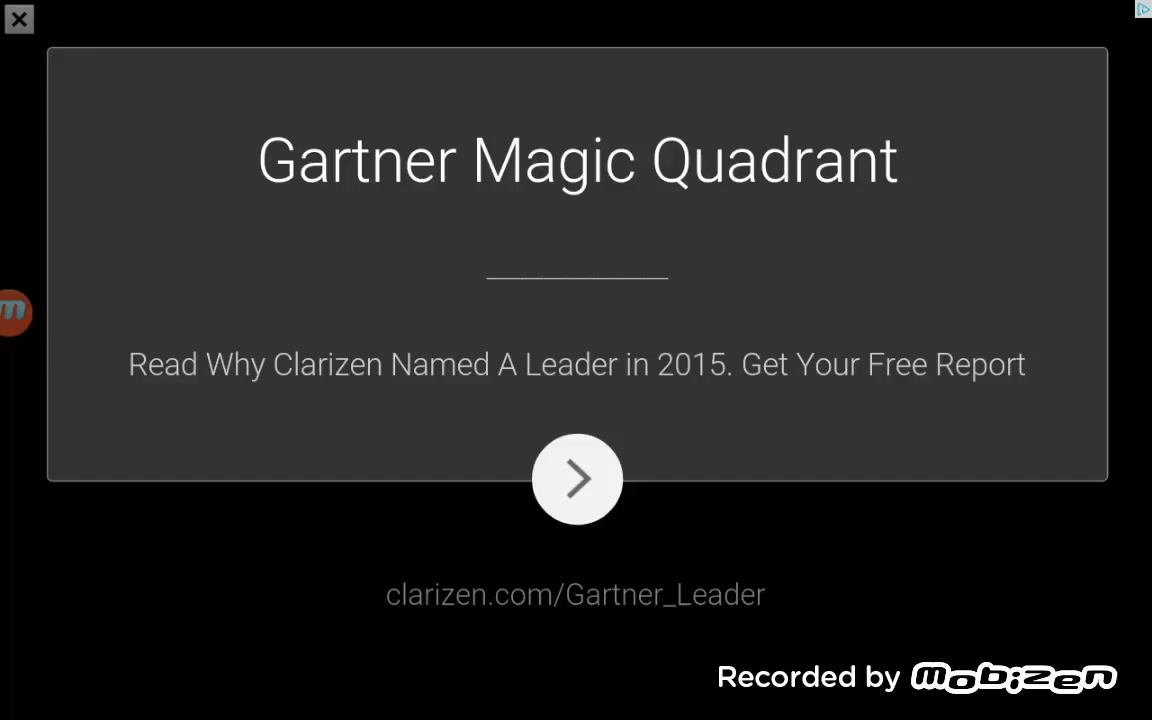 Gartner Magic Quadrant
Read Why Clarizen Named A Leader in 2015. Get Your Free Report
clarizen.com/Gartner_Leader
Recorded by mobizen